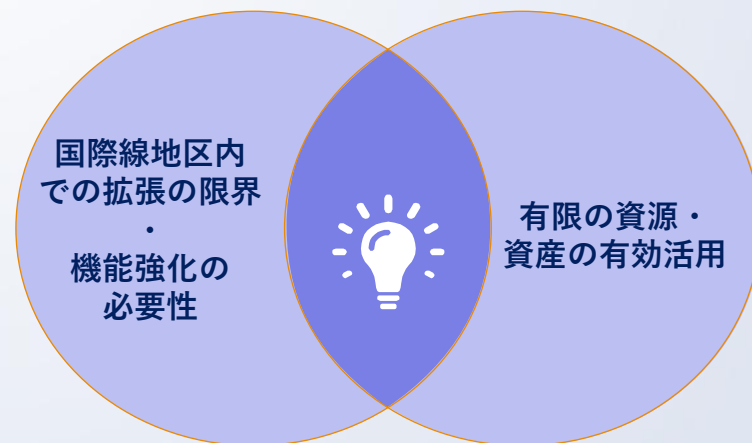 国際線地区内
での拡張の限界
・
機能強化の
必要性
有限の資源・
資産の有効活用